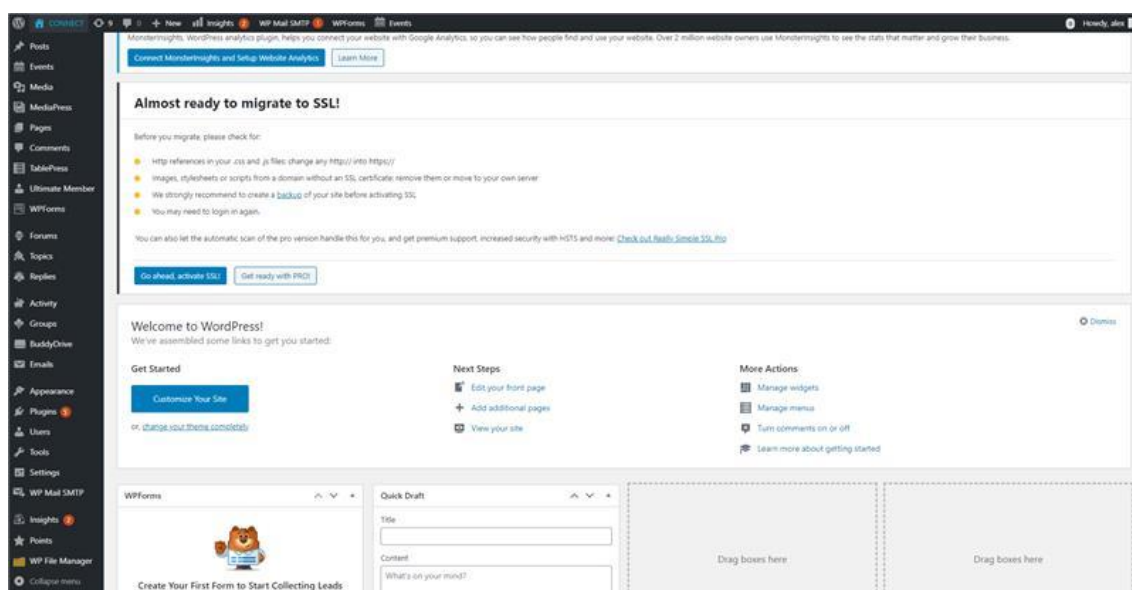 CONNECT 9 0 + New Insights 2 WP Mail SMTP 1 WPForms Events
Howdy, alex
Posts
Events
Media
MediaPress
Pages
Comments
TablePress
Ultimate Member
WPForms
Forums
Topics
Replies
Activity
Groups
BuddyDrive
Emails
Appearance
Plugins 5
Users
Tools
Settings
WP Mail SMTP
Insights 2
Points
WP File Manager
Collapse menu
MonsterInsights, WordPress analytics plugin, helps you connect your website with Google Analytics, so you can see how people find and use your website. Over 2 million website owners use MonsterInsights to see the stats that matter and grow their business.
Connect MonsterInsights and Setup Website Analytics
Learn More
Almost ready to migrate to SSL!
Before you migrate, please check for:
Http references in your .css and .js files: change any http:// into https://
Images, stylesheets or scripts from a domain without an SSL certificate: remove them or move to your own server
We strongly recommend to create a backup of your site before activating SSL
You may need to login in again.
You can also let the automatic scan of the pro version handle this for you, and get premium support, increased security with HSTS and more! Check out Really Simple SSL Pro
Go ahead, activate SSL!
Get ready with PRO!
Welcome to WordPress!
Dismiss
We've assembled some links to get you started:
Get Started
Customize Your Site
or, change your theme completely
Next Steps
Edit your front page
Add additional pages
View your site
More Actions
Manage widgets
Manage menus
Turn comments on or off
Learn more about getting started
WPForms
Create Your First Form to Start Collecting Leads
Quick Draft
Title
Content
What's on your mind?
Drag boxes here
Drag boxes here